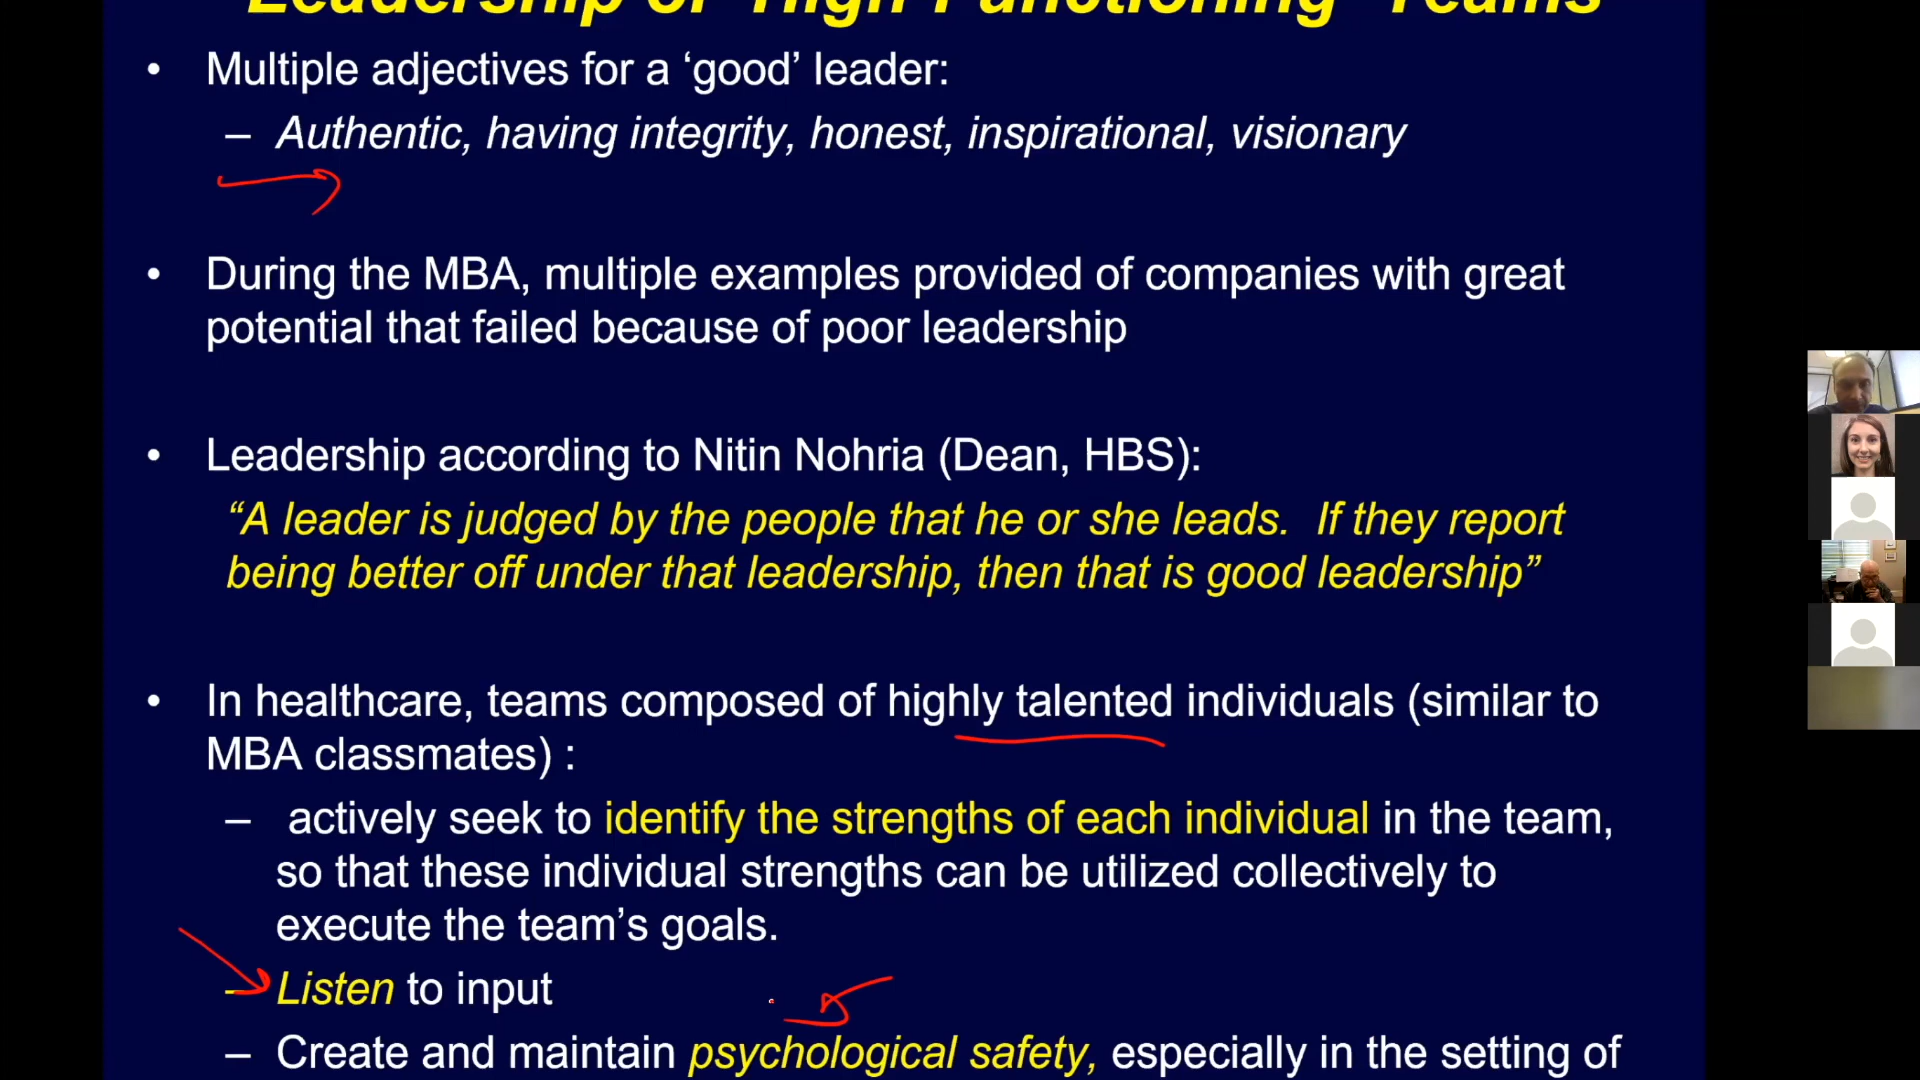 Leadership of 'High Functioning' Teams
• Multiple adjectives for a ‘good’ leader:
– Authentic, having integrity, honest, inspirational, visionary
• During the MBA, multiple examples provided of companies with great
potential that failed because of poor leadership
• Leadership according to Nitin Nohria (Dean, HBS):
“A leader is judged by the people that he or she leads. If they report
being better off under that leadership, then that is good leadership”
• In healthcare, teams composed of highly talented individuals (similar to
MBA classmates) :
– actively seek to identify the strengths of each individual in the team,
so that these individual strengths can be utilized collectively to
execute the team’s goals.
– Listen to input
– Create and maintain psychological safety, especially in the setting of